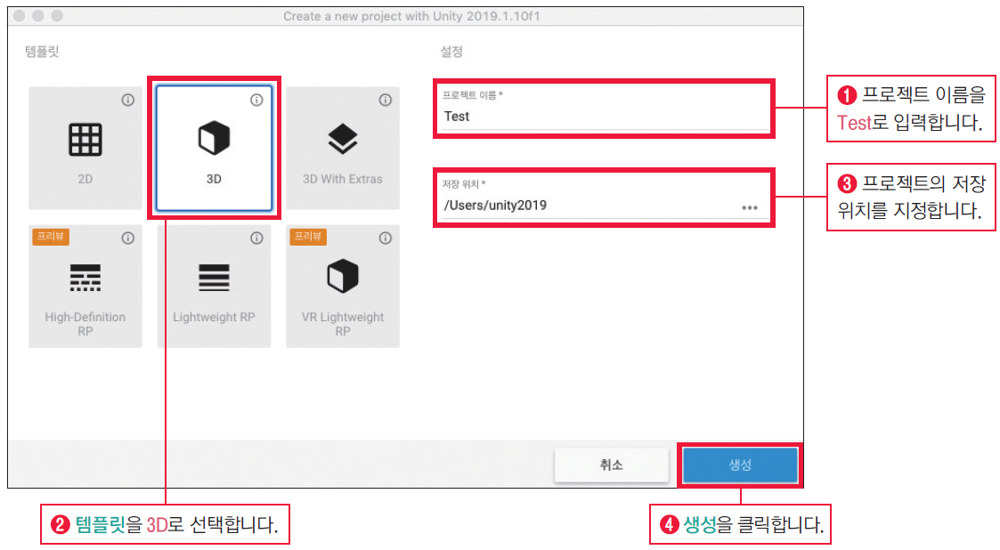 Create a new project with Unity 2019.1.10f1
템플릿
설정
2D
3D
3D With Extras
프리뷰
High-Definition
RP
Lightweight RP
프리뷰
VR Lightweight
RP
프로젝트 이름 *
Test
저장 위치 *
/Users/unity2019
취소
생성
❶ 프로젝트 이름을
Test로 입력합니다.
❸ 프로젝트의 저장
위치를 지정합니다.
❷ 템플릿을 3D로 선택합니다.
❹ 생성을 클릭합니다.